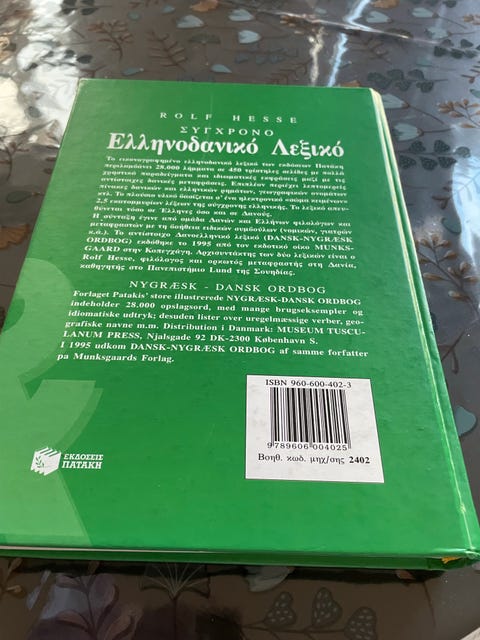 ROLF HESSE
ΣΥΓΧΡΟΝΟ
Ελληνοδανικό Λεξικό
Το εικονογραφημένο ελληνοδανικό λεξικό των εκδόσεων Πατάκη
περιλαμβάνει 28.000 λήμματα σε 450 τρίστηλες σελίδες με πολλά
χρηστικά παραδείγματα και ιδιωματικές εκφράσεις μαζί με τις
αντίστοιχες δανικές μεταφράσεις. Επιπλέον περιέχει λεπτομερείς
πίνακες δανικών και ελληνικών ρημάτων, γεωγραφικών ονομάτων
κτλ. Το πλούσιο υλικό βασίζεται σ' ένα ηλεκτρονικό «σώμα κειμένων»
2,5 εκατομμυρίων λέξεων της σύγχρονης ελληνικής. Το λεξικό απευ-
θύνεται τόσο σε Έλληνες όσο και σε Δανούς.
Η σύνταξη έγινε από ομάδα Δανών και Ελλήνων φιλολόγων και
μεταφραστών με τη βοήθεια ειδικών συμβούλων (νομικών, γιατρών
κ.ά.). Το αντίστοιχο Δανοελληνικό λεξικό (DANSK-NYGRÆSK
ORDBOG) εκδόθηκε το 1995 από τον εκδοτικό οίκο MUNKS-
GAARD στην Κοπεγχάγη. Αρχισυντάκτης των δύο λεξικών είναι ο
Rolf Hesse, φιλόλογος και ορκωτός μεταφραστής στη Δανία,
καθηγητής στο Πανεπιστήμιο Lund της Σουηδίας.
NYGRÆSK - DANSK ORDBOG
Forlaget Patakis' store illustrerede NYGRÆSK-DANSK ORDBOG
indeholder 28.000 opslagsord, med mange brugseksempler og
idiomatiske udtryk; desuden lister over uregelmæssige verber, geo-
grafiske navne m.m. Distribution i Danmark: MUSEUM TUSCU-
LANUM PRESS, Njalsgade 92 DK-2300 København S.
I 1995 udkom DANSK-NYGRÆSK ORDBOG af samme forfatter
pa Munksgaards Forlag.
ISBN 960-600-402-3
9789606004025
Βοηθ. κωδ. μηχ/σης 2402
ΕΚΔΟΣΕΙΣ
ΠΑΤΑΚΗ